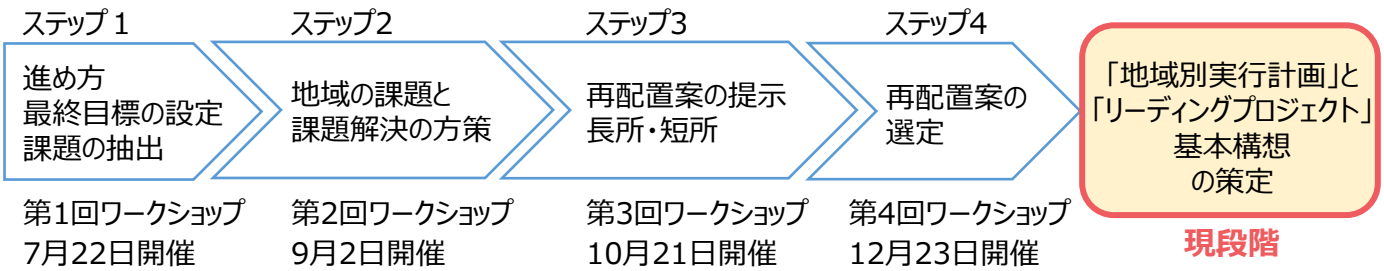 ステップ1
進め方
最終目標の設定
課題の抽出
第1回ワークショップ
7月22日開催
ステップ2
地域の課題と
課題解決の方策
第2回ワークショップ
9月2日開催
ステップ3
再配置案の提示
長所・短所
第3回ワークショップ
10月21日開催
ステップ4
再配置案の
選定
第4回ワークショップ
12月23日開催
「地域別実行計画」と
「リーディングプロジェクト」
基本構想
の策定
現段階